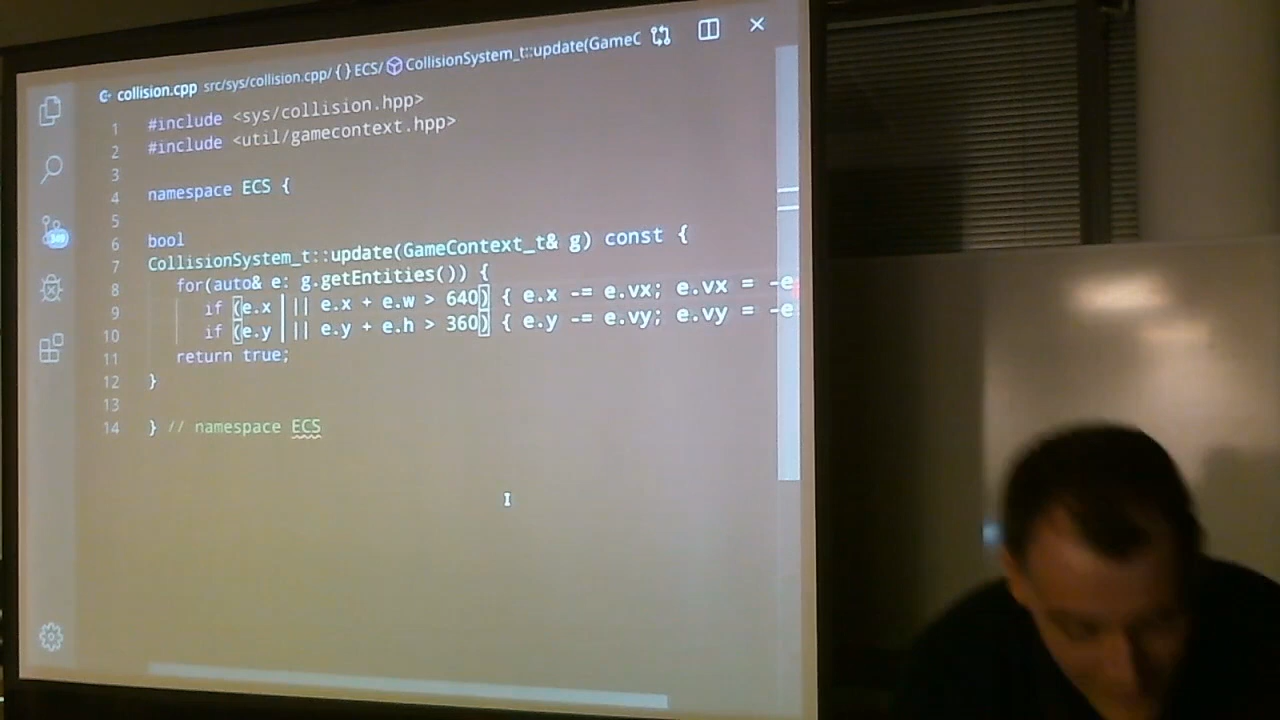 collision.cpp src/sys/collision.cpp/ { } ECS/ CollisionSystem_t::update(GameC
1 #include <sys/collision.hpp>
2 #include <util/gamecontext.hpp>
3
4 namespace ECS {
5
6 bool
7 CollisionSystem_t::update(GameContext_t& g) const {
8 for(auto& e: g.getEntities()) {
9 if (e.x || e.x + e.w > 640) { e.x -= e.vx; e.vx = -e
10 if (e.y || e.y + e.h > 360) { e.y -= e.vy; e.vy = -e
11 return true;
12 }
13
14 } // namespace ECS